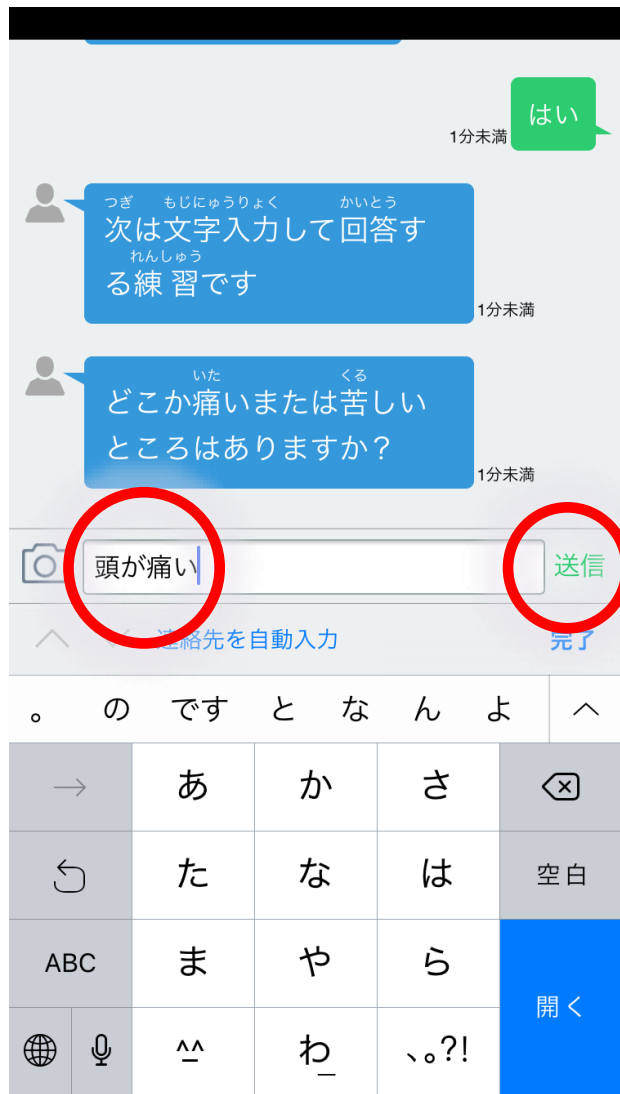 はい
1分未満
つぎ もじにゅうりょく かいとう
次は文字入力して回答す
れんしゅう
る練習です
1分未満
いた くる
どこか痛いまたは苦しい
ところはありますか？
1分未満
頭が痛い 送信
連絡先を自動入力 完了
。 の です と な ん よ
→ あ か さ
た な は 空白
ABC ま や ら
開く
^^ わ 、。?!